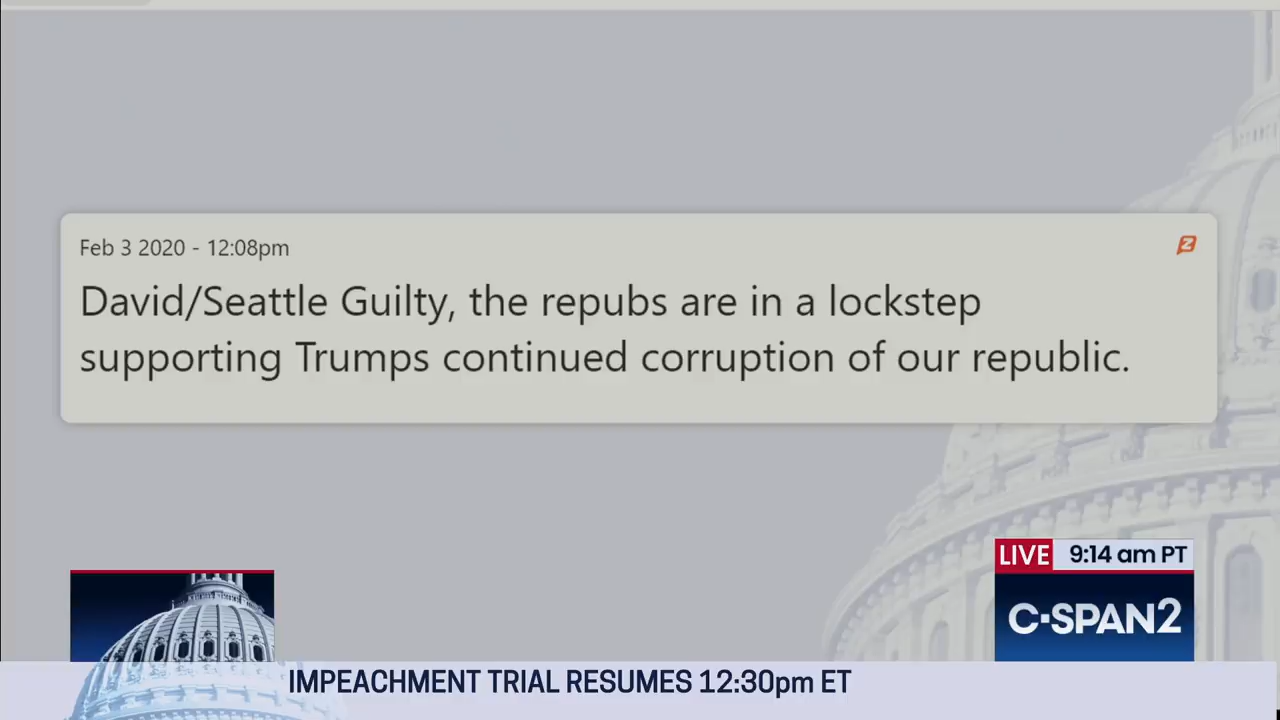 Feb 3 2020 - 12:08pm
David/Seattle Guilty, the repubs are in a lockstep
supporting Trumps continued corruption of our republic.
LIVE 9:14 am PT
C-SPAN2
IMPEACHMENT TRIAL RESUMES 12:30pm ET